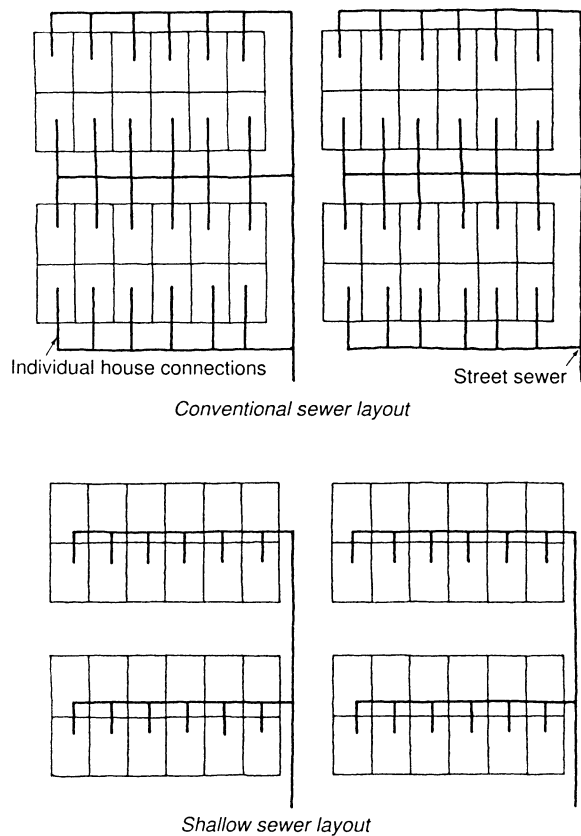 Individual house connections
Street sewer
Conventional sewer layout
Shallow sewer layout